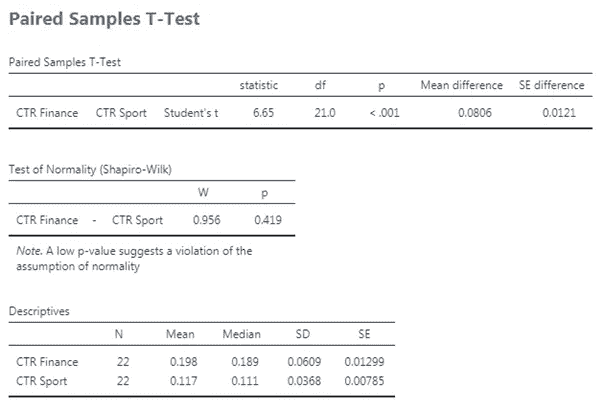 Paired Samples T-Test
Paired Samples T-Test
statistic df p Mean difference SE difference
CTR Finance CTR Sport Student's t 6.65 21.0 < .001 0.0806 0.0121
Test of Normality (Shapiro-Wilk)
W p
CTR Finance - CTR Sport 0.956 0.419
Note. A low p-value suggests a violation of the
assumption of normality
Descriptives
N Mean Median SD SE
CTR Finance 22 0.198 0.189 0.0609 0.01299
CTR Sport 22 0.117 0.111 0.0368 0.00785